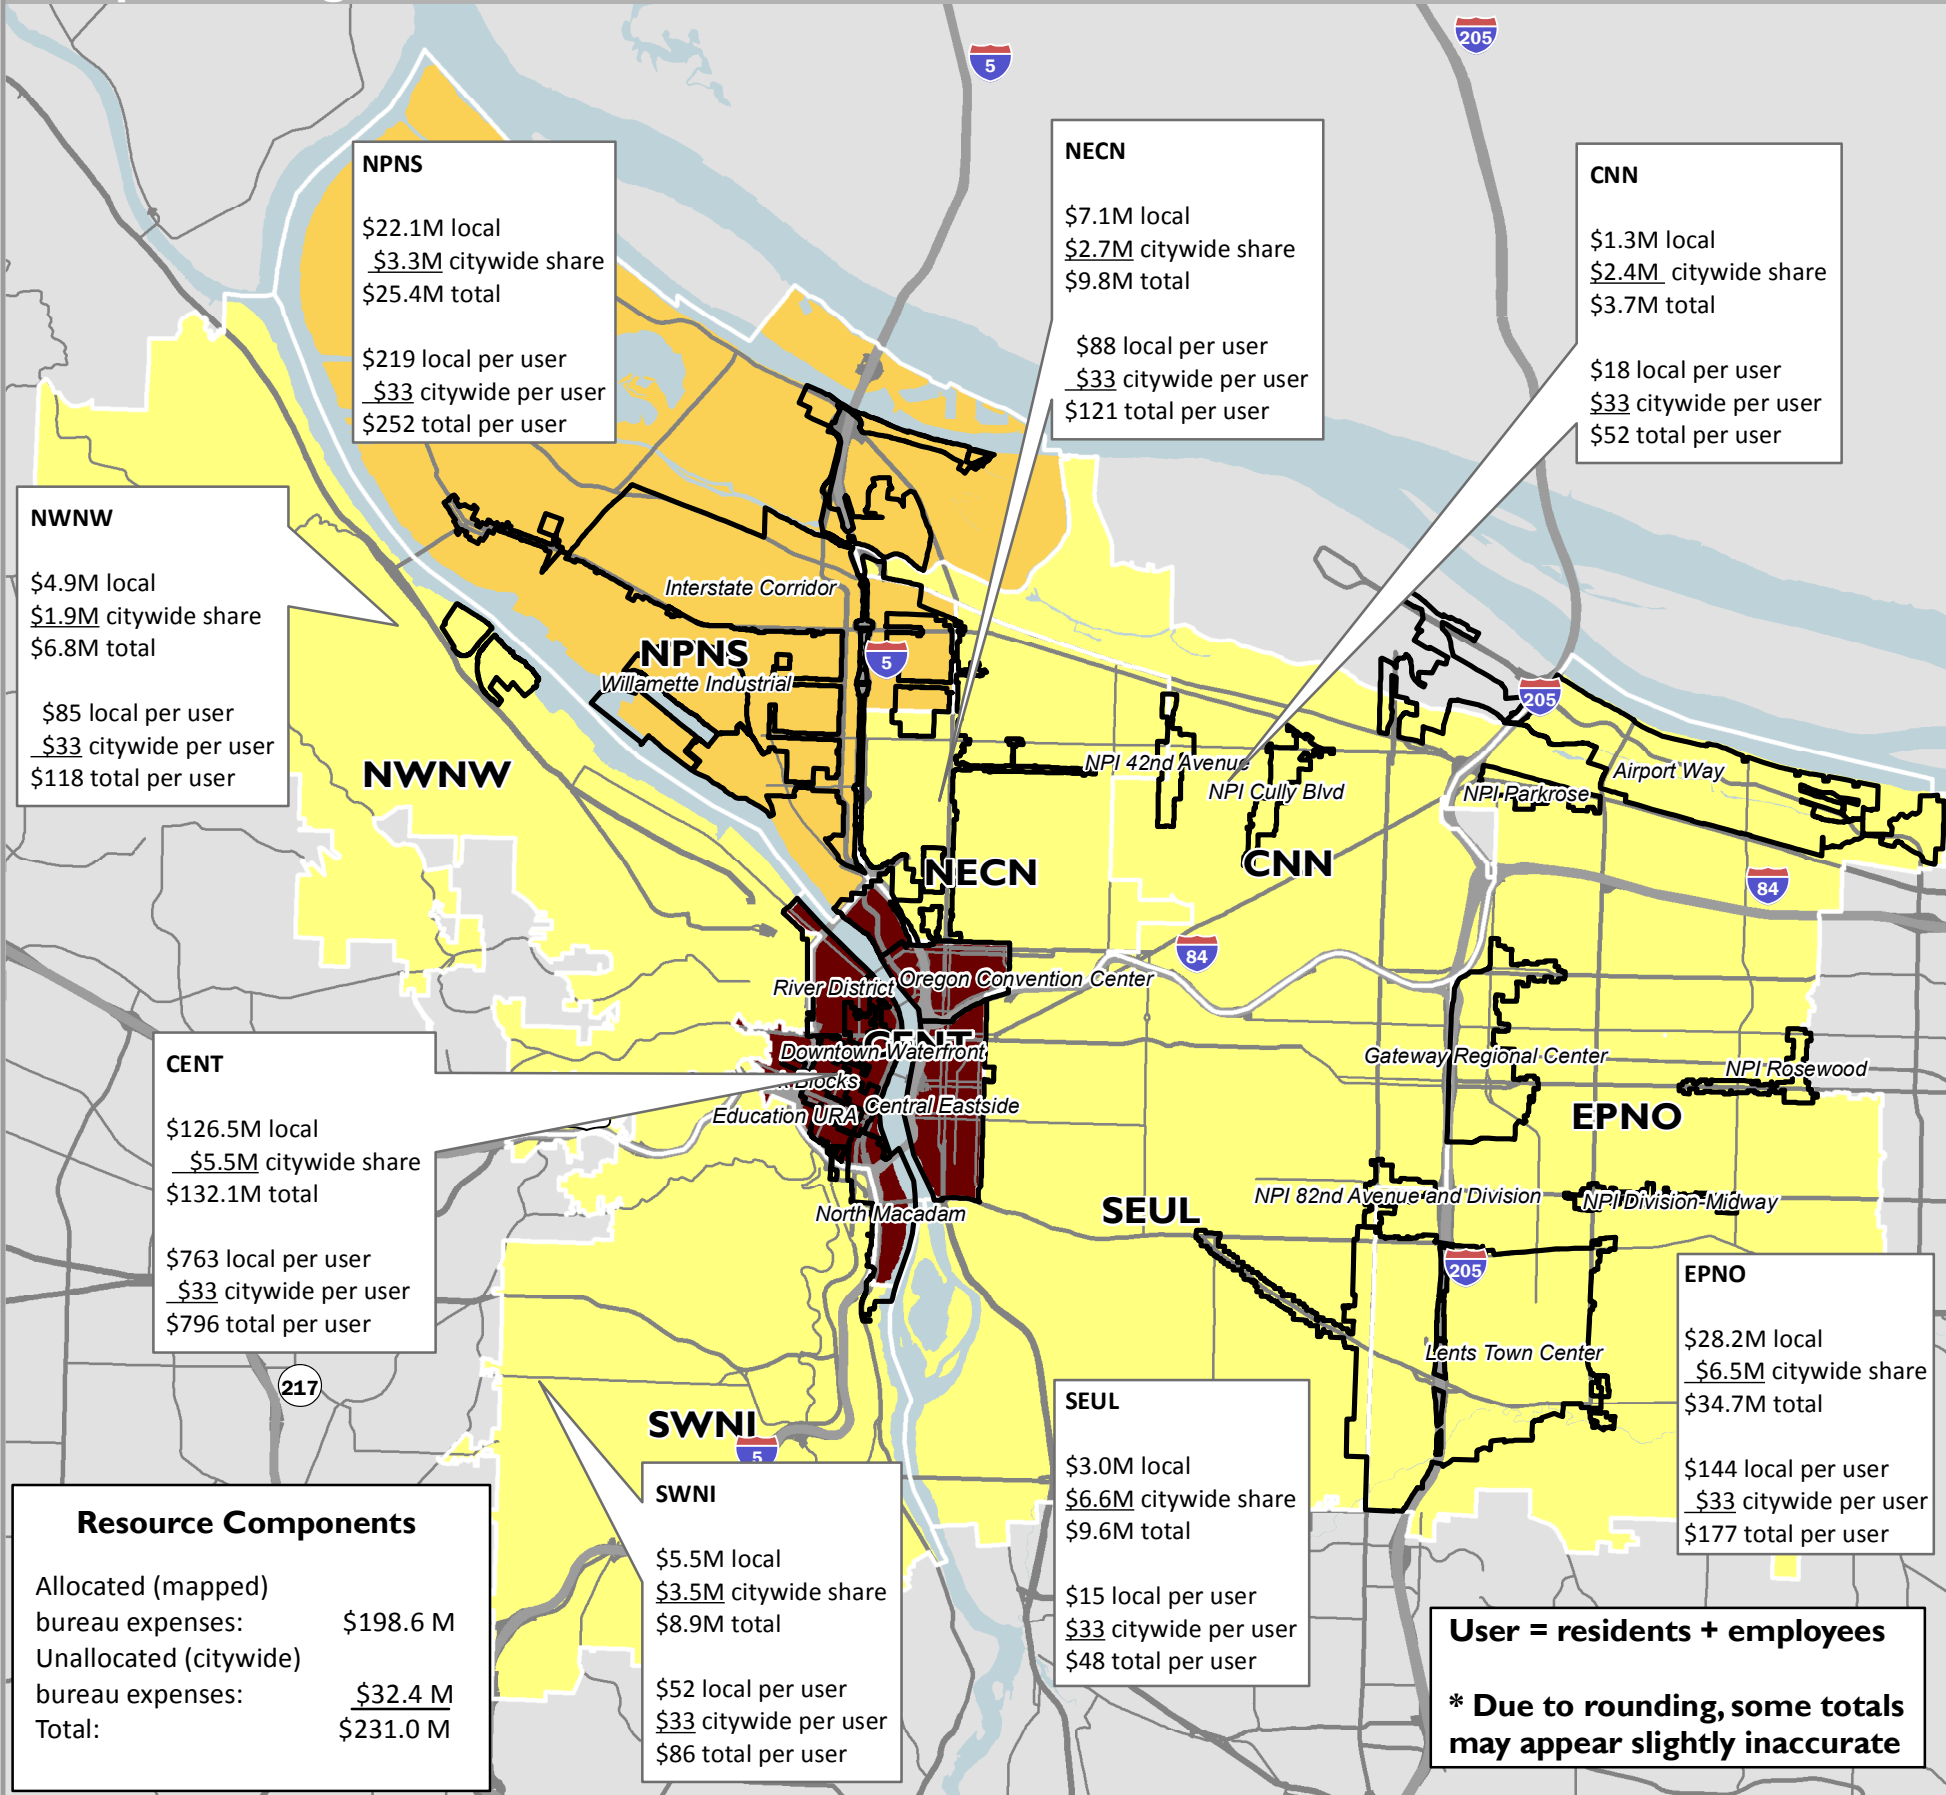 5
205
NPNS
$22.1M local
$3.3M citywide share
$25.4M total
$219 local per user
$33 citywide per user
$252 total per user
NECN
$7.1M local
$2.7M citywide share
$9.8M total
$88 local per user
$33 citywide per user
$121 total per user
CNN
$1.3M local
$2.4M citywide share
$3.7M total
$18 local per user
$33 citywide per user
$52 total per user
NWNW
$4.9M local
$1.9M citywide share
$6.8M total
$85 local per user
$33 citywide per user
$118 total per user
Interstate Corridor
NPNS
Willamette Industrial
5
205
NWNW
NPI 42nd Avenue
NPI Cully Blvd
NPI Parkrose
Airport Way
NECN
CNN
84
84
River District
Oregon Convention Center
CENT
Downtown Waterfront
Blocks
Education URA
Central Eastside
North Macadam
Gateway Regional Center
NPI Rosewood
EPNO
SEUL
NPI 82nd Avenue and Division
NPI Division-Midway
205
Lents Town Center
CENT
$126.5M local
$5.5M citywide share
$132.1M total
$763 local per user
$33 citywide per user
$796 total per user
217
SWNI
5
EPNO
$28.2M local
$6.5M citywide share
$34.7M total
$144 local per user
$33 citywide per user
$177 total per user
SEUL
$3.0M local
$6.6M citywide share
$9.6M total
$15 local per user
$33 citywide per user
$48 total per user
SWNI
$5.5M local
$3.5M citywide share
$8.9M total
$52 local per user
$33 citywide per user
$86 total per user
Resource Components
Allocated (mapped)
bureau expenses: $198.6 M
Unallocated (citywide)
bureau expenses: $32.4 M
Total: $231.0 M
User = residents + employees
* Due to rounding, some totals
may appear slightly inaccurate